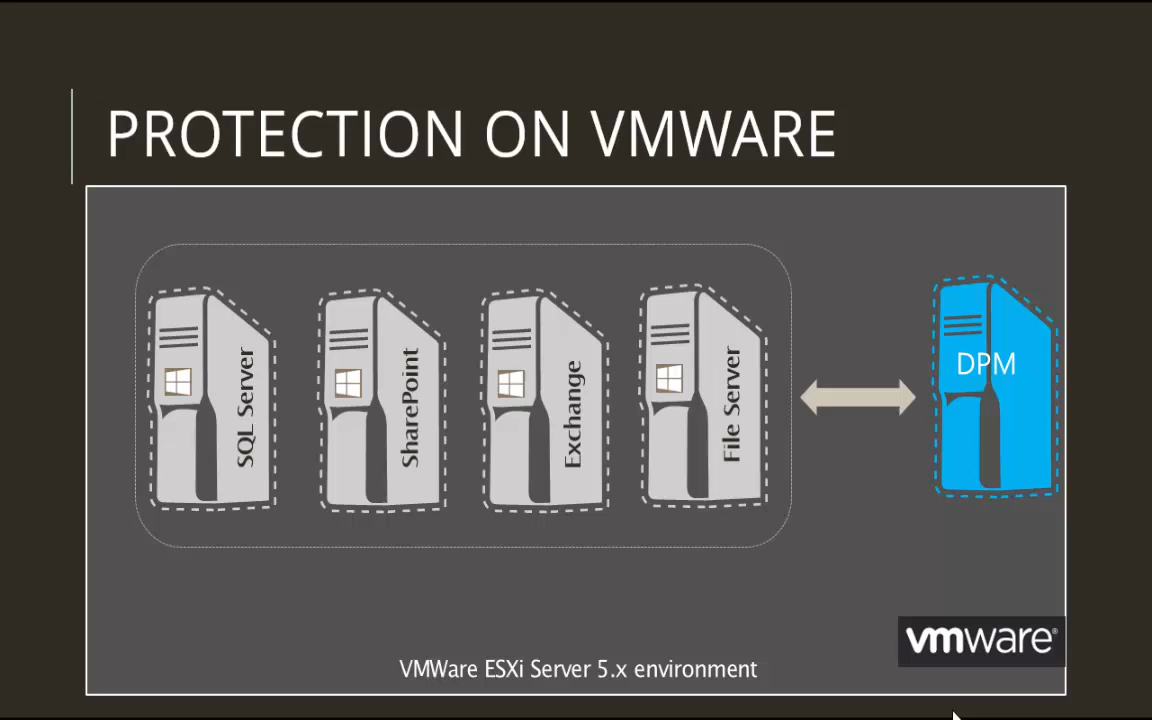 PROTECTION ON VMWARE
SQL Server
SharePoint
Exchange
File Server
DPM
vmware®
VMWare ESXi Server 5.x environment